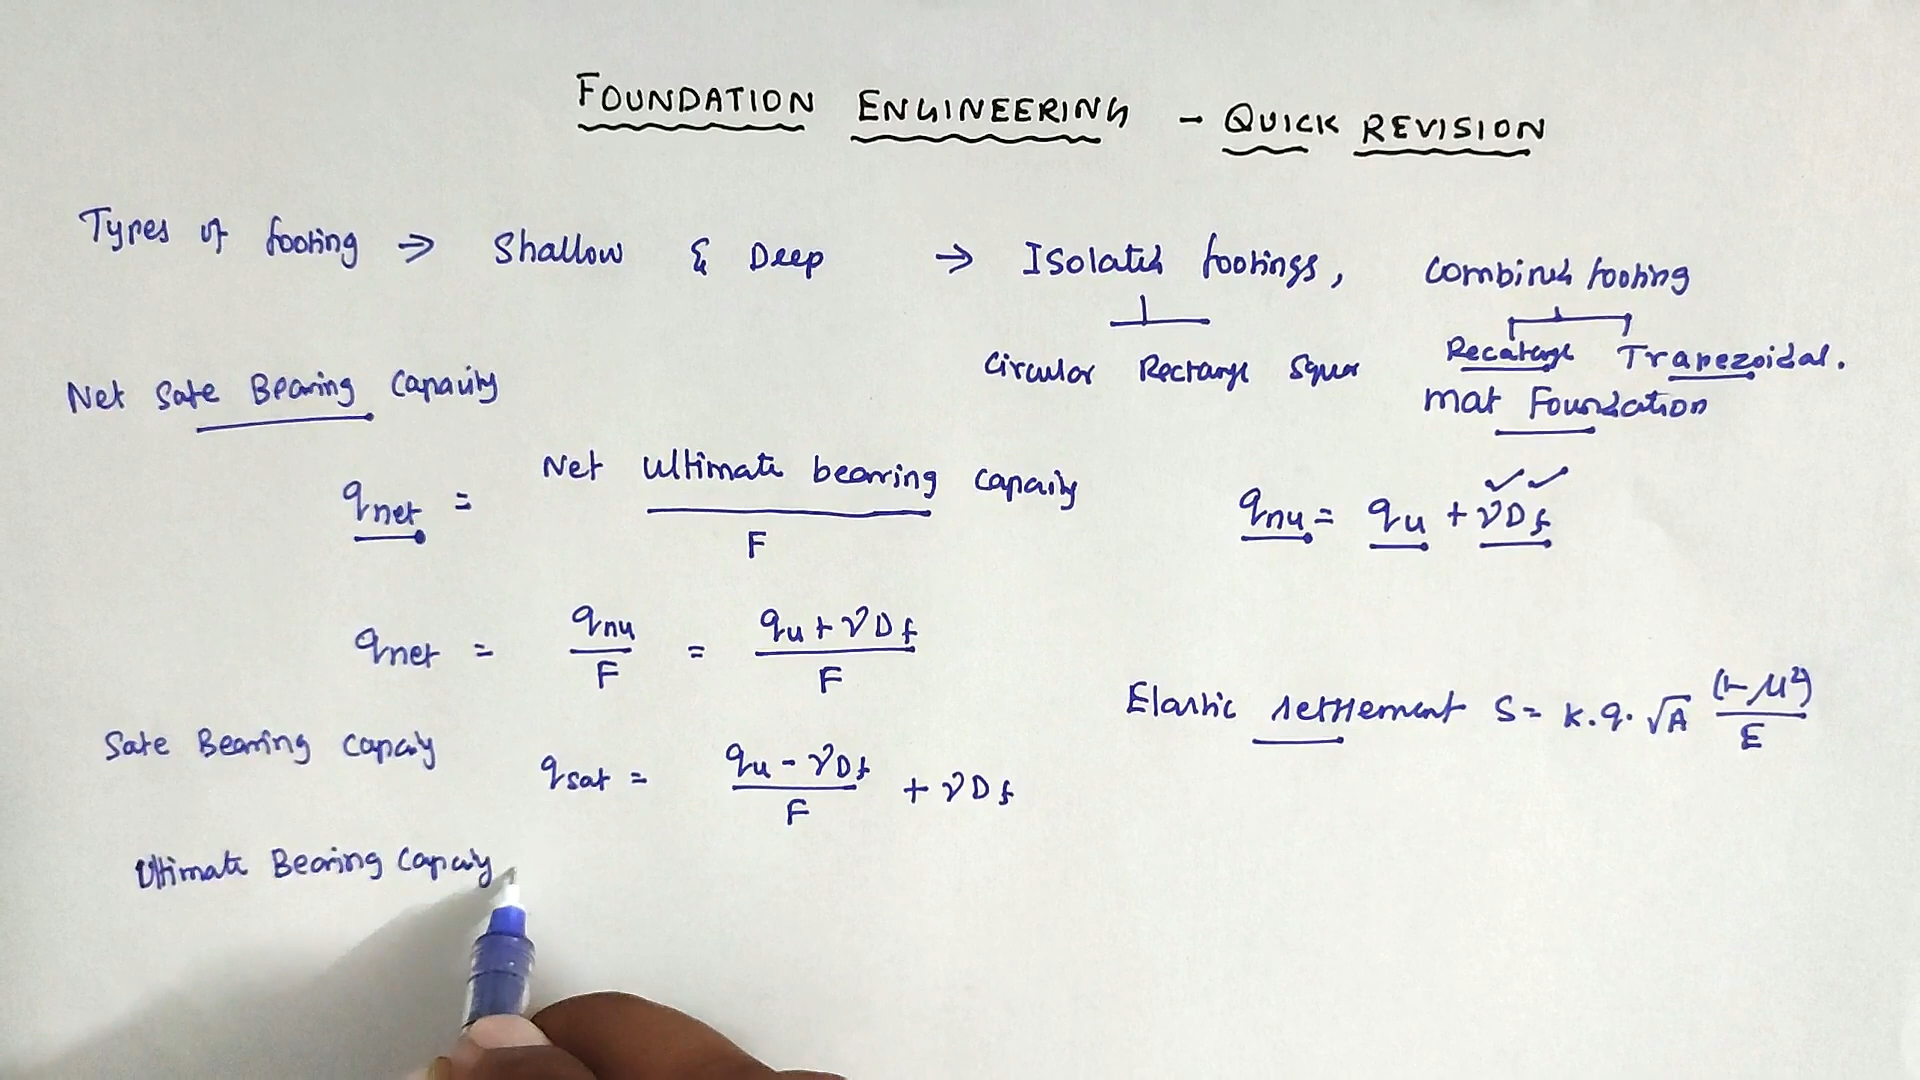 FOUNDATION ENGINEERING - QUICK REVISION
Types of footing → Shallow & Deep → Isolated footings, Combined footing
Circular Rectangle Square Rectangle Trapezoidal.
mat Foundation
Net Safe Bearing Capacity
qnet = Net ultimate bearing capacity / F
qnu = qu + γDf
qnet = qnu / F = qu + γDf / F
Elastic settlement S = K.q.√A (1-μ²) / E
Safe Bearing Capacity qsat = qu - γDf / F + γDf
Ultimate Bearing Capacity